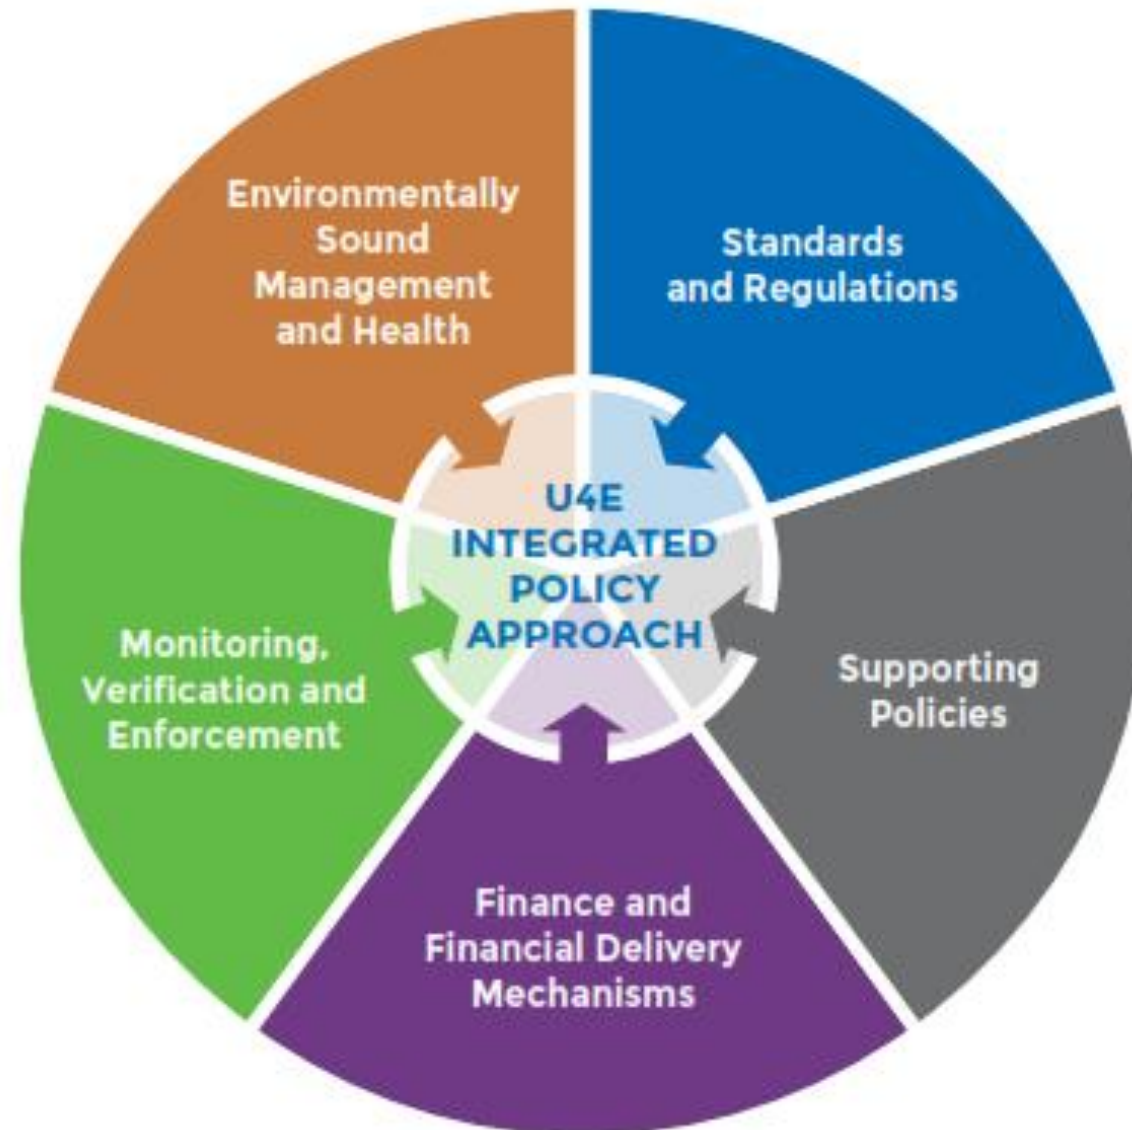 Environmentally
Sound
Management
and Health
Standards
and Regulations
U4E
INTEGRATED
POLICY
APPROACH
Monitoring,
Verification and
Enforcement
Supporting
Policies
Finance and
Financial Delivery
Mechanisms